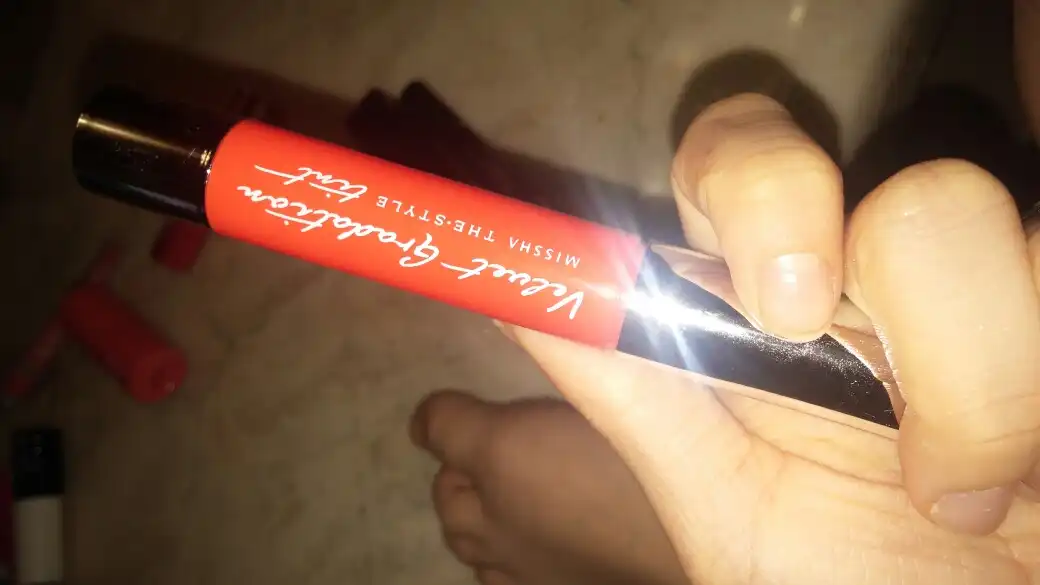 Velvet Gradation
MISSHA THE·STYLE tint